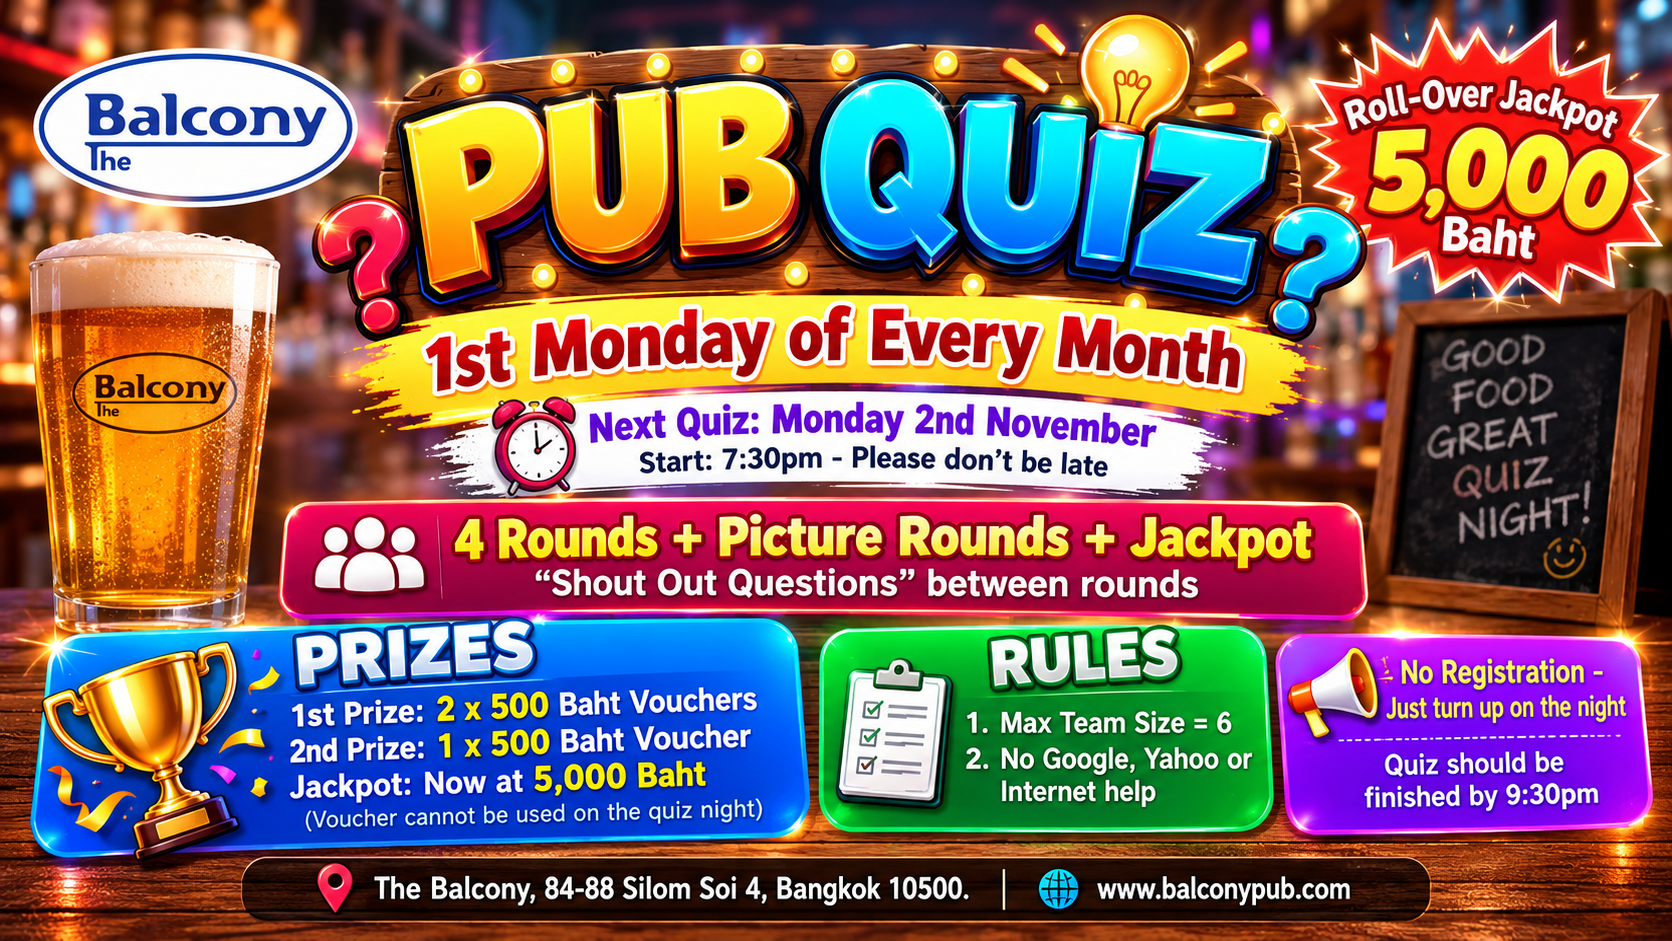 Balcony
The
PUB QUIZ
Roll-Over Jackpot
5,000
Baht
1st Monday of Every Month
Next Quiz: Monday 2nd November
Start: 7:30pm - Please don't be late
Balcony
The
GOOD
FOOD
GREAT
QUIZ
NIGHT!
4 Rounds + Picture Rounds + Jackpot
“Shout Out Questions” between rounds
PRIZES
1st Prize: 2 x 500 Baht Vouchers
2nd Prize: 1 x 500 Baht Voucher
Jackpot: Now at 5,000 Baht
(Voucher cannot be used on the quiz night)
RULES
1. Max Team Size = 6
2. No Google, Yahoo or
Internet help
No Registration -
Just turn up on the night
Quiz should be
finished by 9:30pm
The Balcony, 84-88 Silom Soi 4, Bangkok 10500.
www.balconypub.com